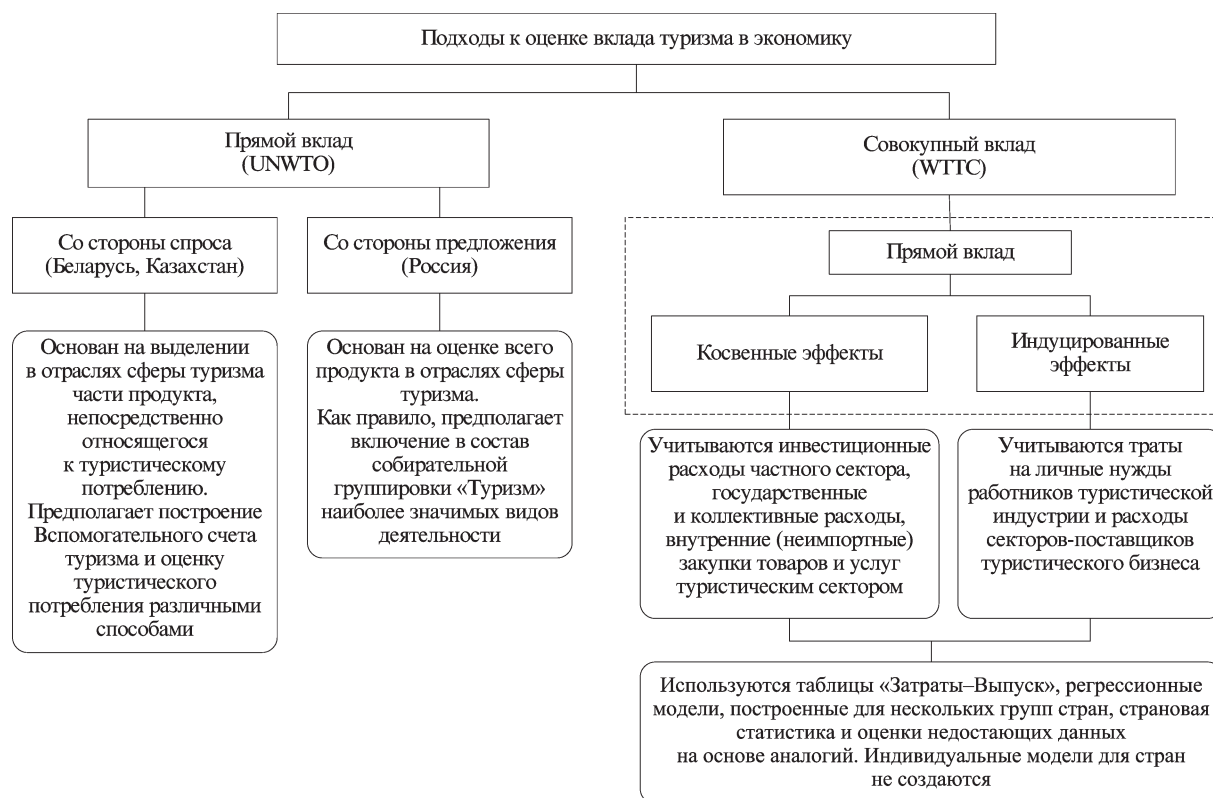 Подходы к оценке вклада туризма в экономику
Прямой вклад
(UNWTO)
Совокупный вклад
(WTTC)
Со стороны спроса
(Беларусь, Казахстан)
Со стороны предложения
(Россия)
Прямой вклад
Косвенные эффекты
Индуцированные
эффекты
Основан на выделении
в отраслях сферы туризма
части продукта,
непосредственно
относящегося
к туристическому
потреблению.
Предполагает построение
Вспомогательного счета
туризма и оценку
туристического
потребления различными
способами
Основан на оценке всего
продукта в отраслях сферы
туризма.
Как правило, предполагает
включение в состав
собирательной
группировки «Туризм»
наиболее значимых видов
деятельности
Учитываются инвестиционные
расходы частного сектора,
государственные
и коллективные расходы,
внутренние (неимпортные)
закупки товаров и услуг
туристическим сектором
Учитываются траты
на личные нужды
работников туристической
индустрии и расходы
секторов-поставщиков
туристического бизнеса
Используются таблицы «Затраты–Выпуск», регрессионные
модели, построенные для нескольких групп стран, страновая
статистика и оценки недостающих данных
на основе аналогий. Индивидуальные модели для стран
не создаются